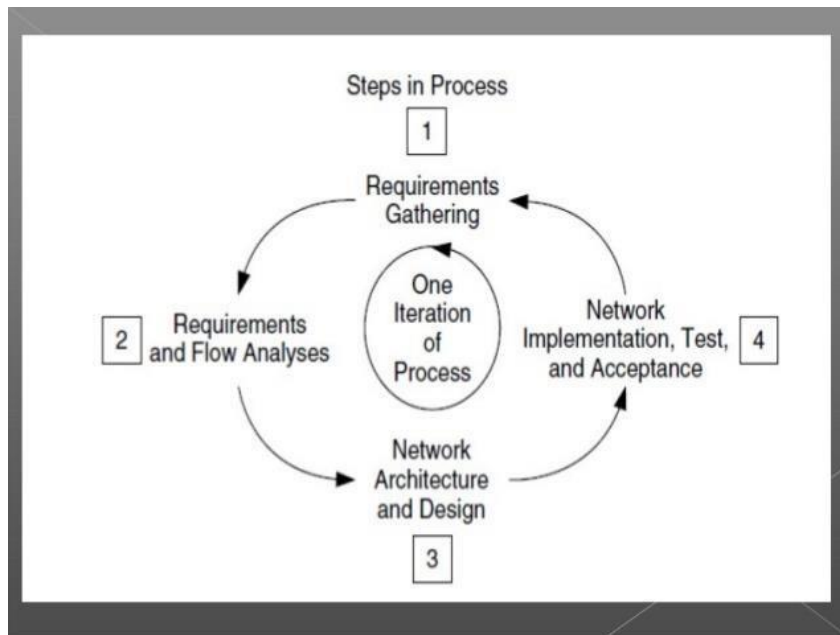 Steps in Process
1
Requirements
Gathering
2
Requirements
and Flow Analyses
One
Iteration
of
Process
Network
Implementation, Test,
and Acceptance
4
Network
Architecture
and Design
3